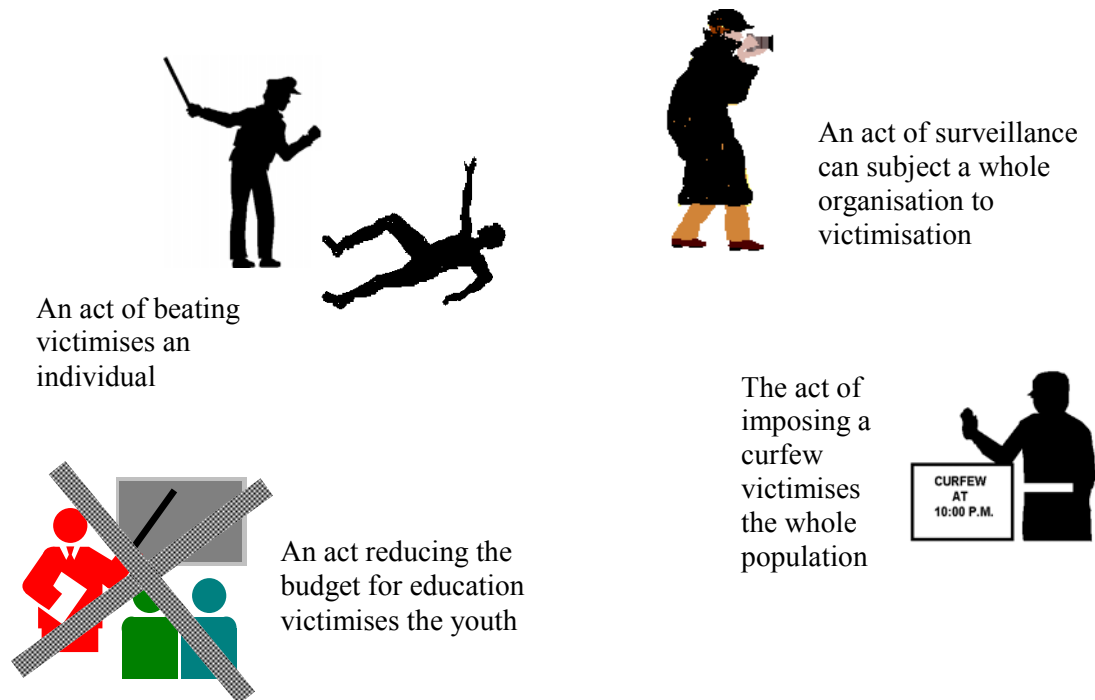 An act of surveillance
can subject a whole
organisation to
victimisation
An act of beating
victimises an
individual
The act of
imposing a
curfew
victimises
the whole
population
CURFEW
AT
10:00 P.M.
An act reducing the
budget for education
victimises the youth